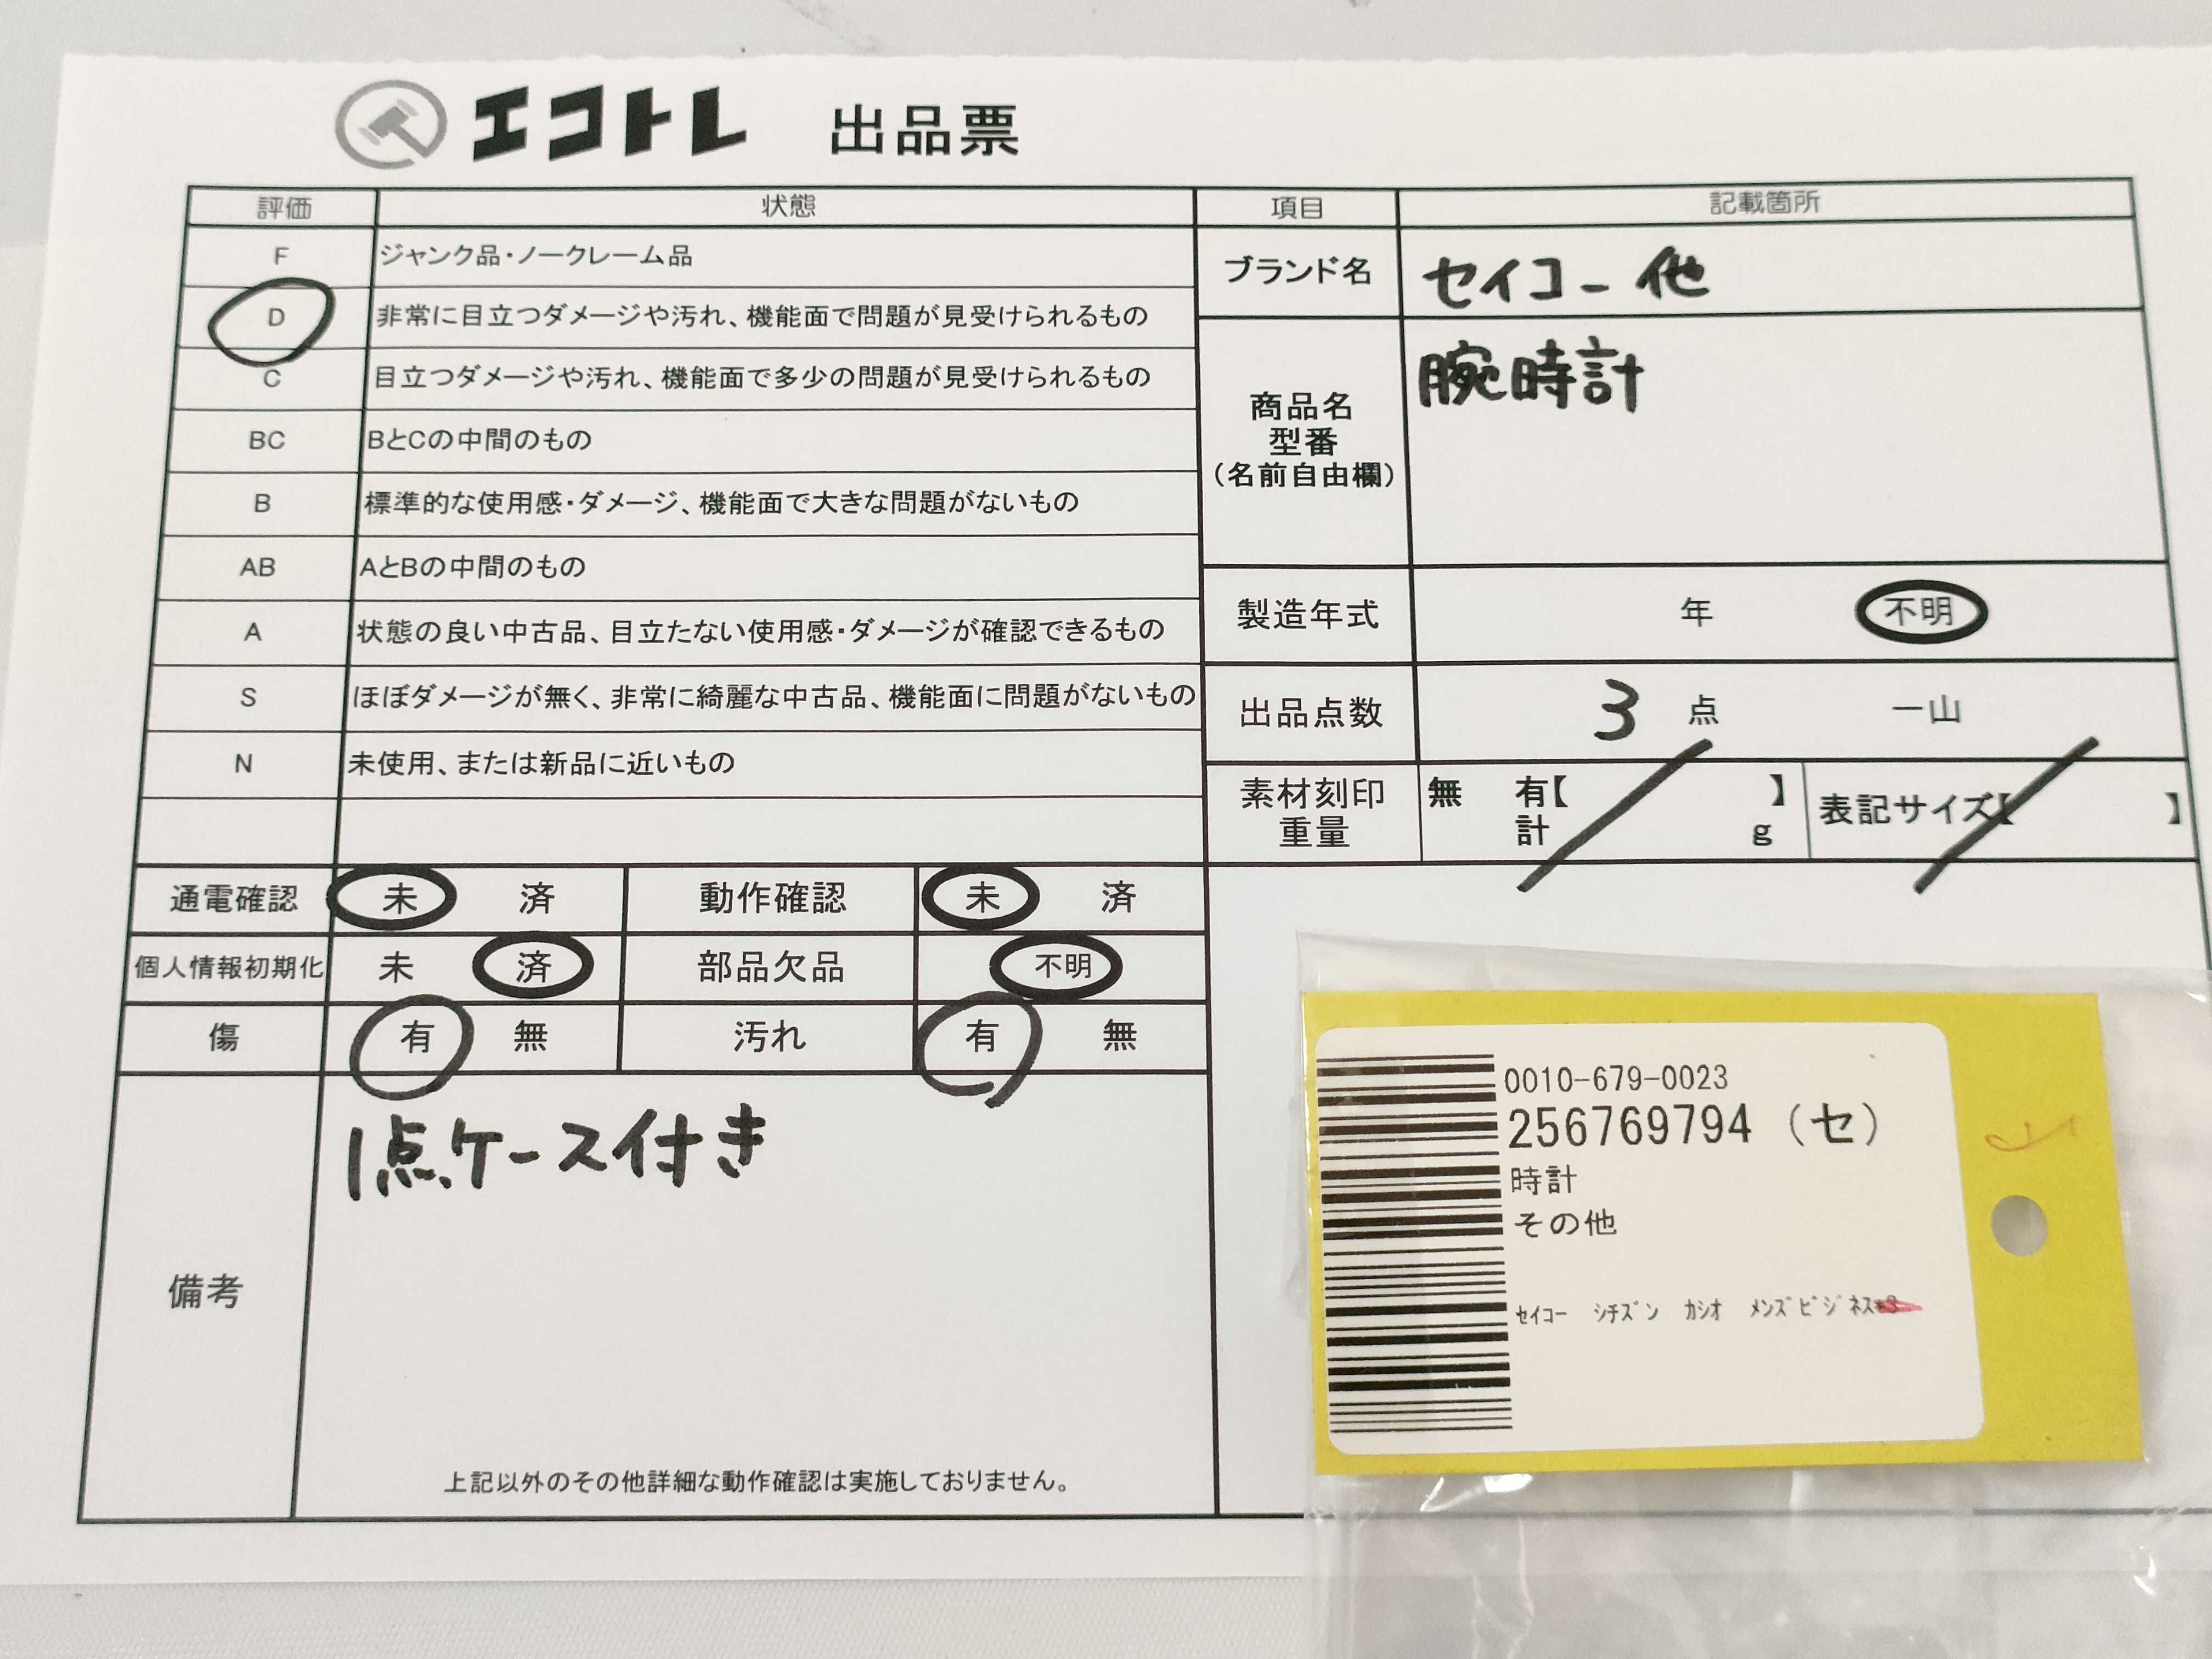 エコトレ 出品票
評価 状態 項目 記載箇所
F ジャンク品・ノークレーム品
D 非常に目立つダメージや汚れ、機能面で問題が見受けられるもの
C 目立つダメージや汚れ、機能面で多少の問題が見受けられるもの
BC BとCの中間のもの
B 標準的な使用感・ダメージ、機能面で大きな問題がないもの
AB AとBの中間のもの
A 状態の良い中古品、目立たない使用感・ダメージが確認できるもの
S ほぼダメージが無く、非常に綺麗な中古品、機能面に問題がないもの
N 未使用、または新品に近いもの
ブランド名 セイコー 他
商品名
型番
(名前自由欄)
腕時計
製造年式 年 不明
出品点数 3 点 一山
素材刻印
重量
無 有【 】
計 g
表記サイズ【 】
通電確認 未 済 動作確認 未 済
個人情報初期化 未 済 部品欠品 不明
傷 有 無 汚れ 有 無
備考
1点ケース付き
上記以外のその他詳細な動作確認は実施しておりません。
0010-679-0023
256769794 (セ)
時計
その他
ｾｲｺｰ ｼﾁｽﾞﾝ ｶｼｵ ﾒﾝｽﾞﾋﾞｼﾞﾈｽ